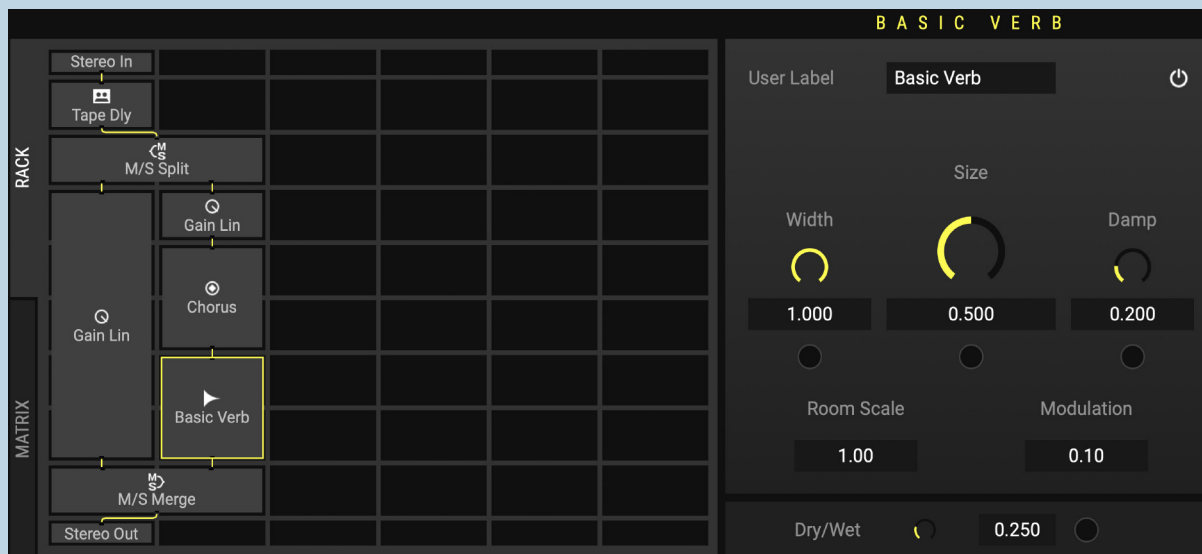 BASIC VERB
RACK
MATRIX
Stereo In
Tape Dly
M
S
M/S Split
Gain Lin
Gain Lin
Chorus
Basic Verb
M
S
M/S Merge
Stereo Out
User Label
Basic Verb
Size
Width
Damp
1.000
0.500
0.200
Room Scale
Modulation
1.00
0.10
Dry/Wet
0.250